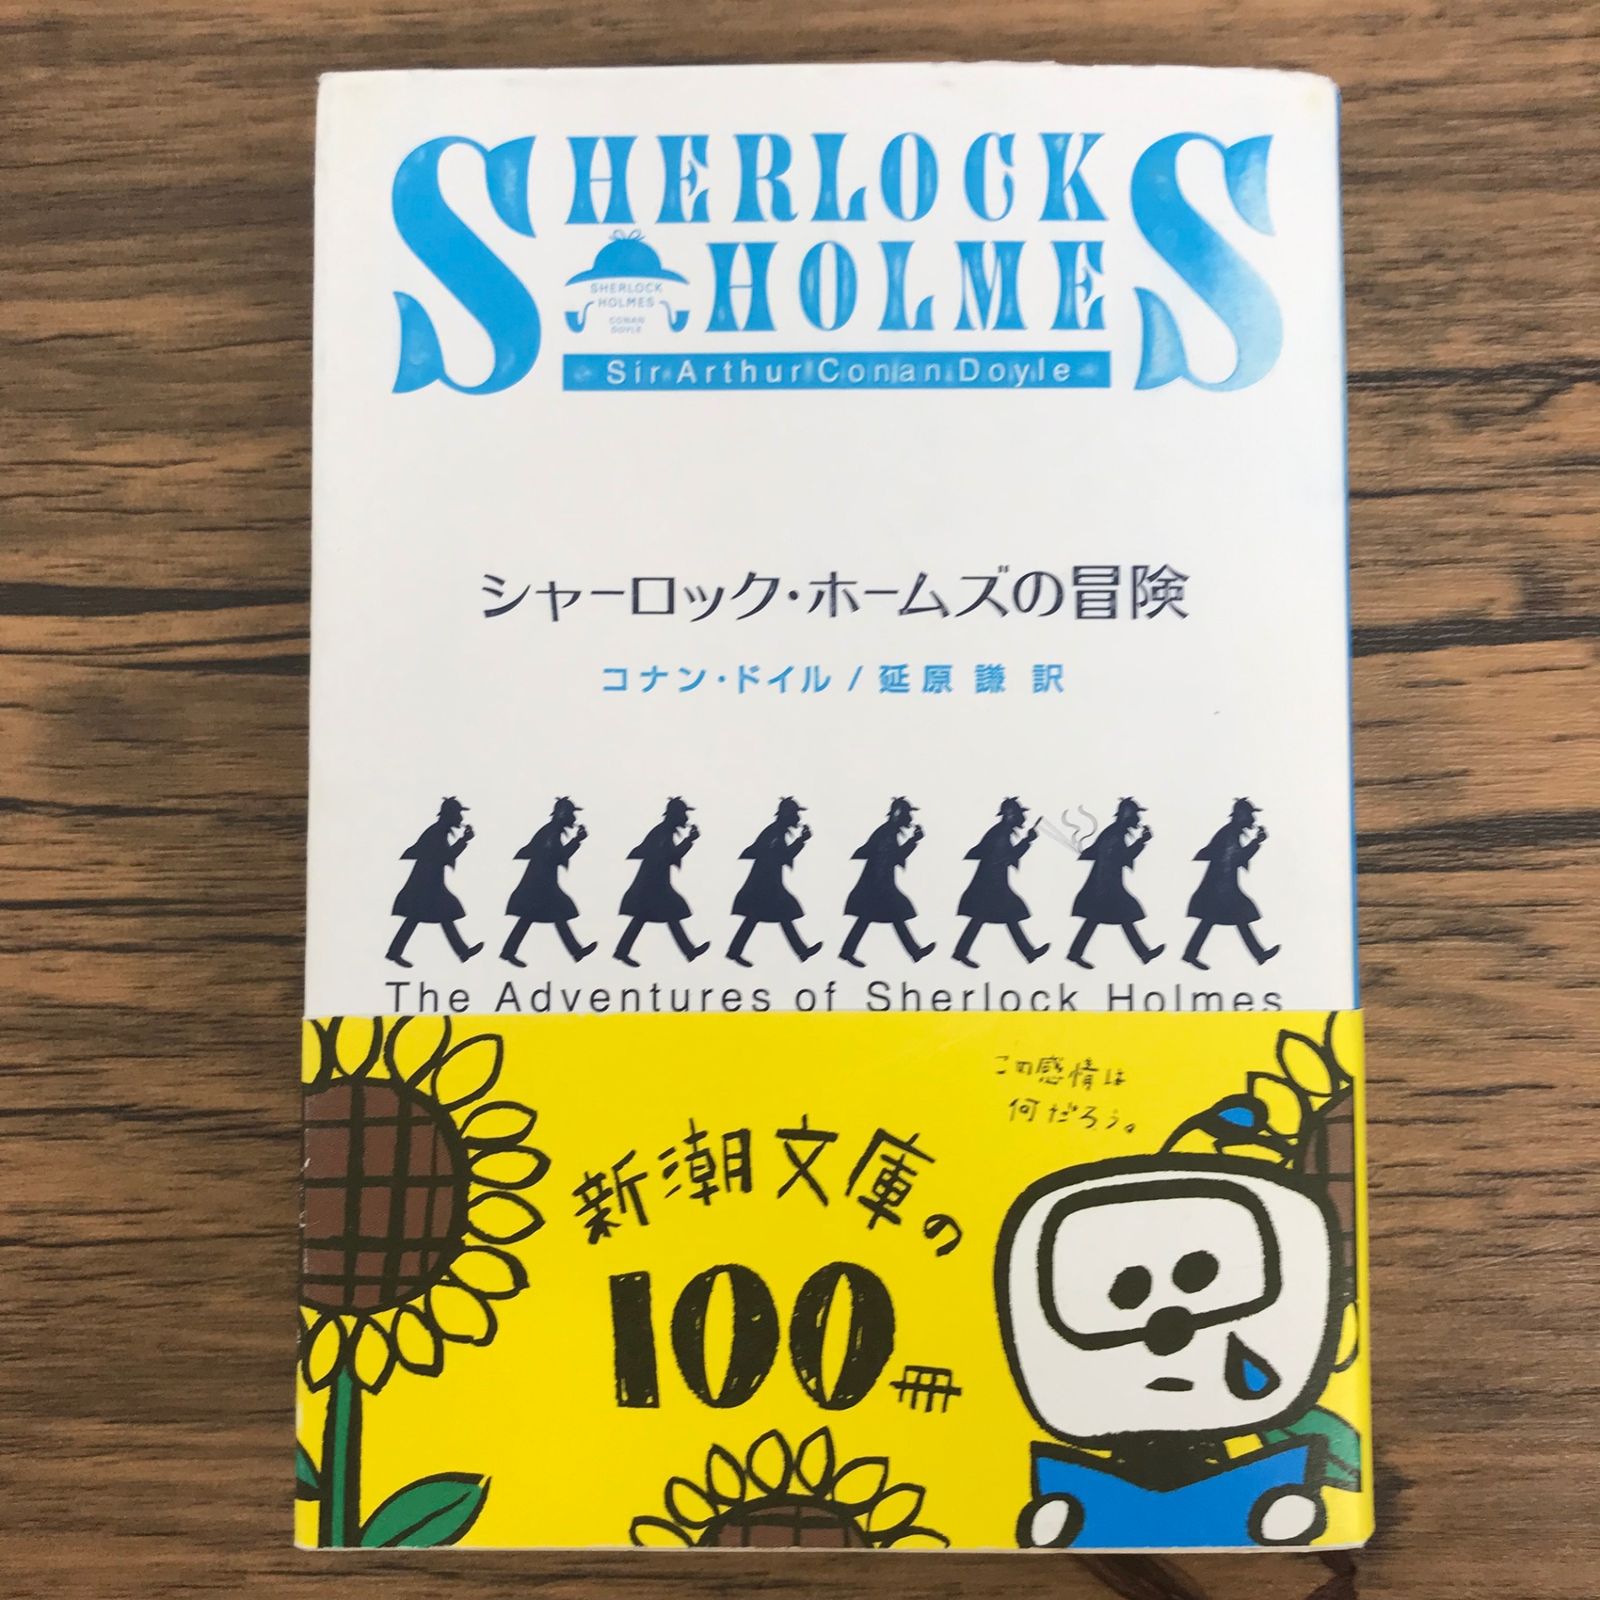 SHERLOCK
HOLMES
SHERLOCK
HOLMES
CONAN
DOYLE
Sir Arthur Conan Doyle
シャーロック・ホームズの冒険
コナン・ドイル/延原 謙 訳
The Adventures of Sherlock Holmes
この感情は
何だろう。
新潮文庫の
100冊